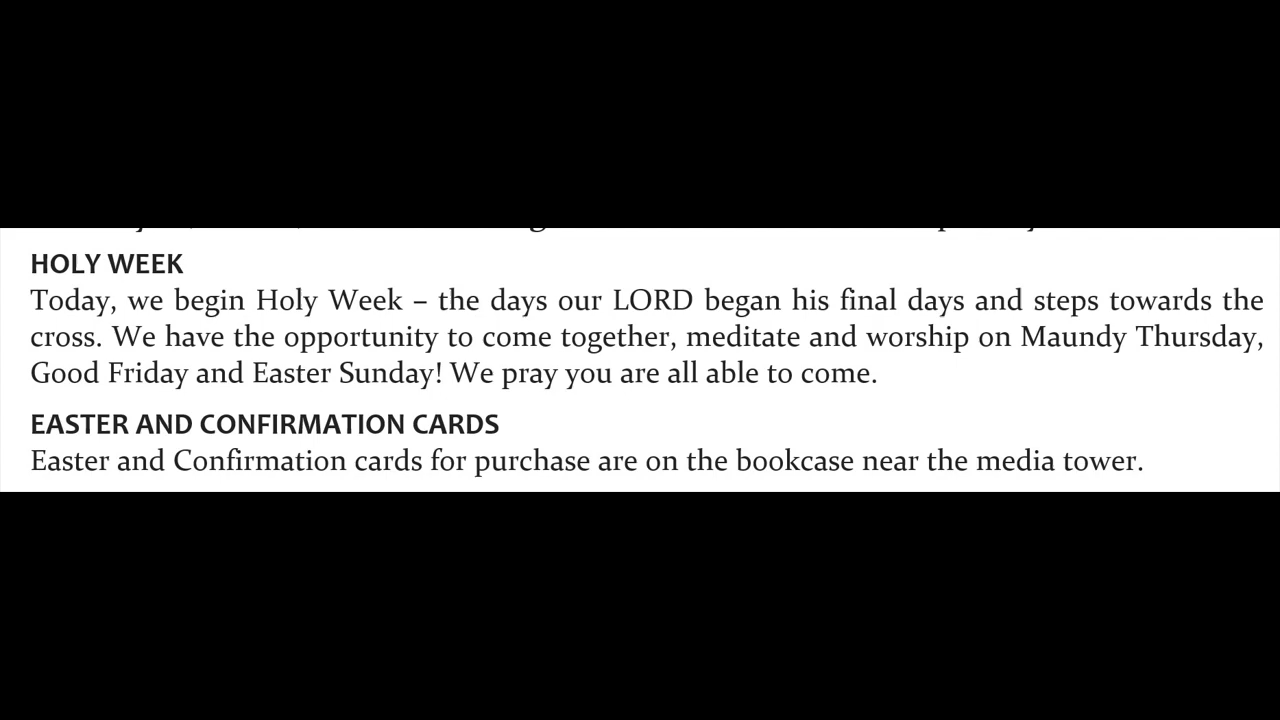 HOLY WEEK
Today, we begin Holy Week – the days our LORD began his final days and steps towards the
cross. We have the opportunity to come together, meditate and worship on Maundy Thursday,
Good Friday and Easter Sunday! We pray you are all able to come.
EASTER AND CONFIRMATION CARDS
Easter and Confirmation cards for purchase are on the bookcase near the media tower.